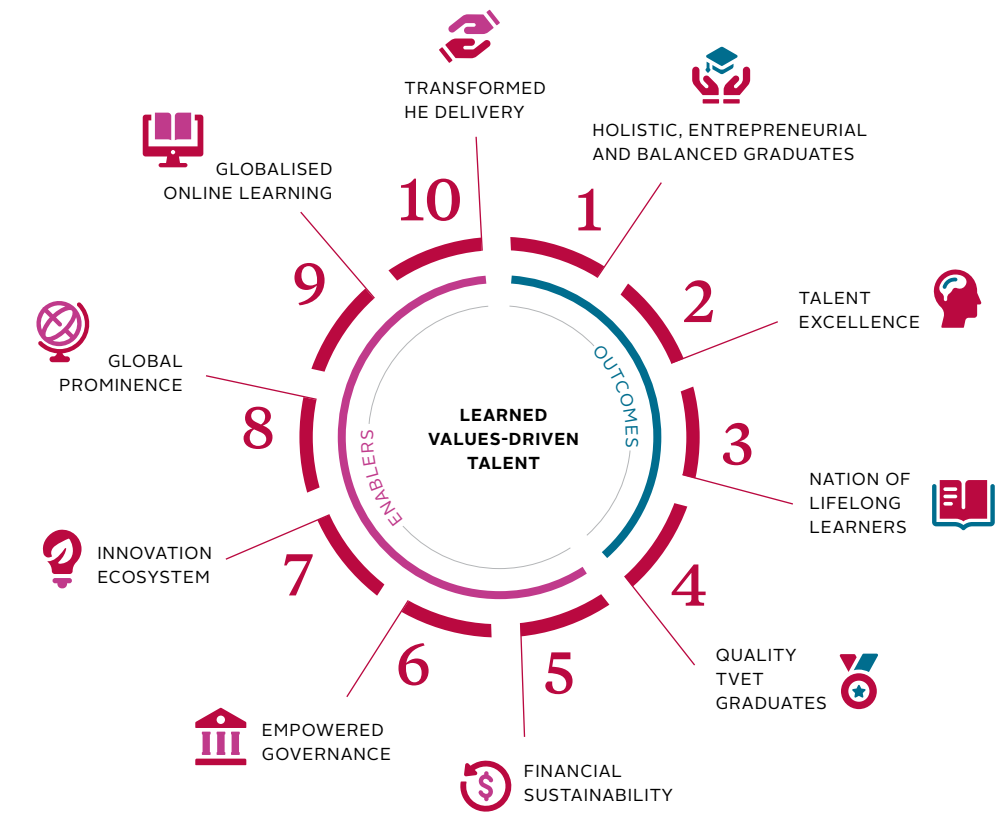 TRANSFORMED
HE DELIVERY
10
HOLISTIC, ENTREPRENEURIAL
AND BALANCED GRADUATES
1
TALENT
EXCELLENCE
2
NATION OF
LIFELONG
LEARNERS
3
QUALITY
TVET
GRADUATES
4
FINANCIAL
SUSTAINABILITY
5
$
EMPOWERED
GOVERNANCE
6
INNOVATION
ECOSYSTEM
7
GLOBAL
PROMINENCE
8
GLOBALISED
ONLINE LEARNING
9
OUTCOMES
ENABLERS
LEARNED
VALUES-DRIVEN
TALENT